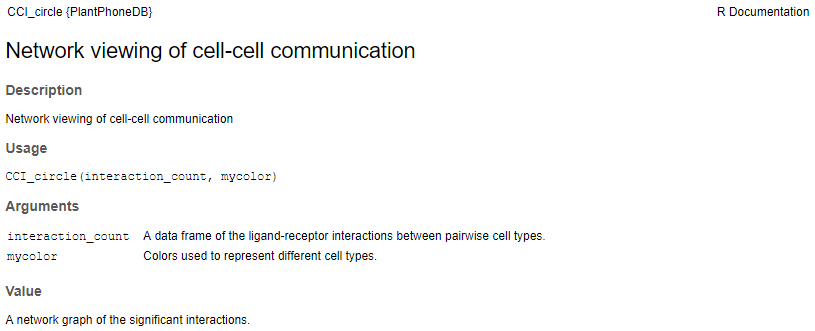 CCI_circle {PlantPhoneDB} R Documentation
Network viewing of cell-cell communication
Description
Network viewing of cell-cell communication
Usage
CCI_circle(interaction_count, mycolor)
Arguments
interaction_count A data frame of the ligand-receptor interactions between pairwise cell types.
mycolor Colors used to represent different cell types.
Value
A network graph of the significant interactions.